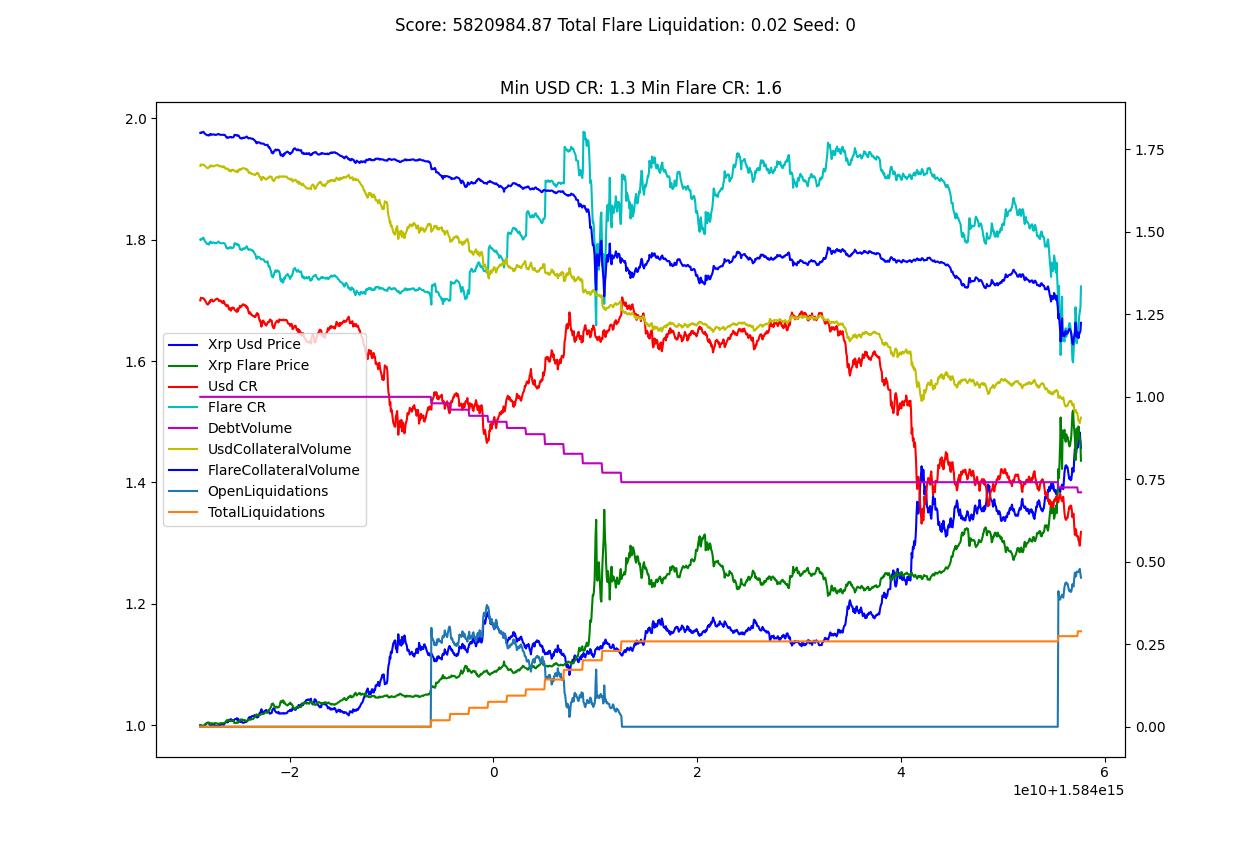 Score: 5820984.87 Total Flare Liquidation: 0.02 Seed: 0
Min USD CR: 1.3 Min Flare CR: 1.6
2.0
1.8
1.6
1.4
1.2
1.0
Xrp Usd Price
Xrp Flare Price
Usd CR
Flare CR
DebtVolume
UsdCollateralVolume
FlareCollateralVolume
OpenLiquidations
TotalLiquidations
1.75
1.50
1.25
1.00
0.75
0.50
0.25
0.00
−2 0 2 4 6
1e10+1.584e15